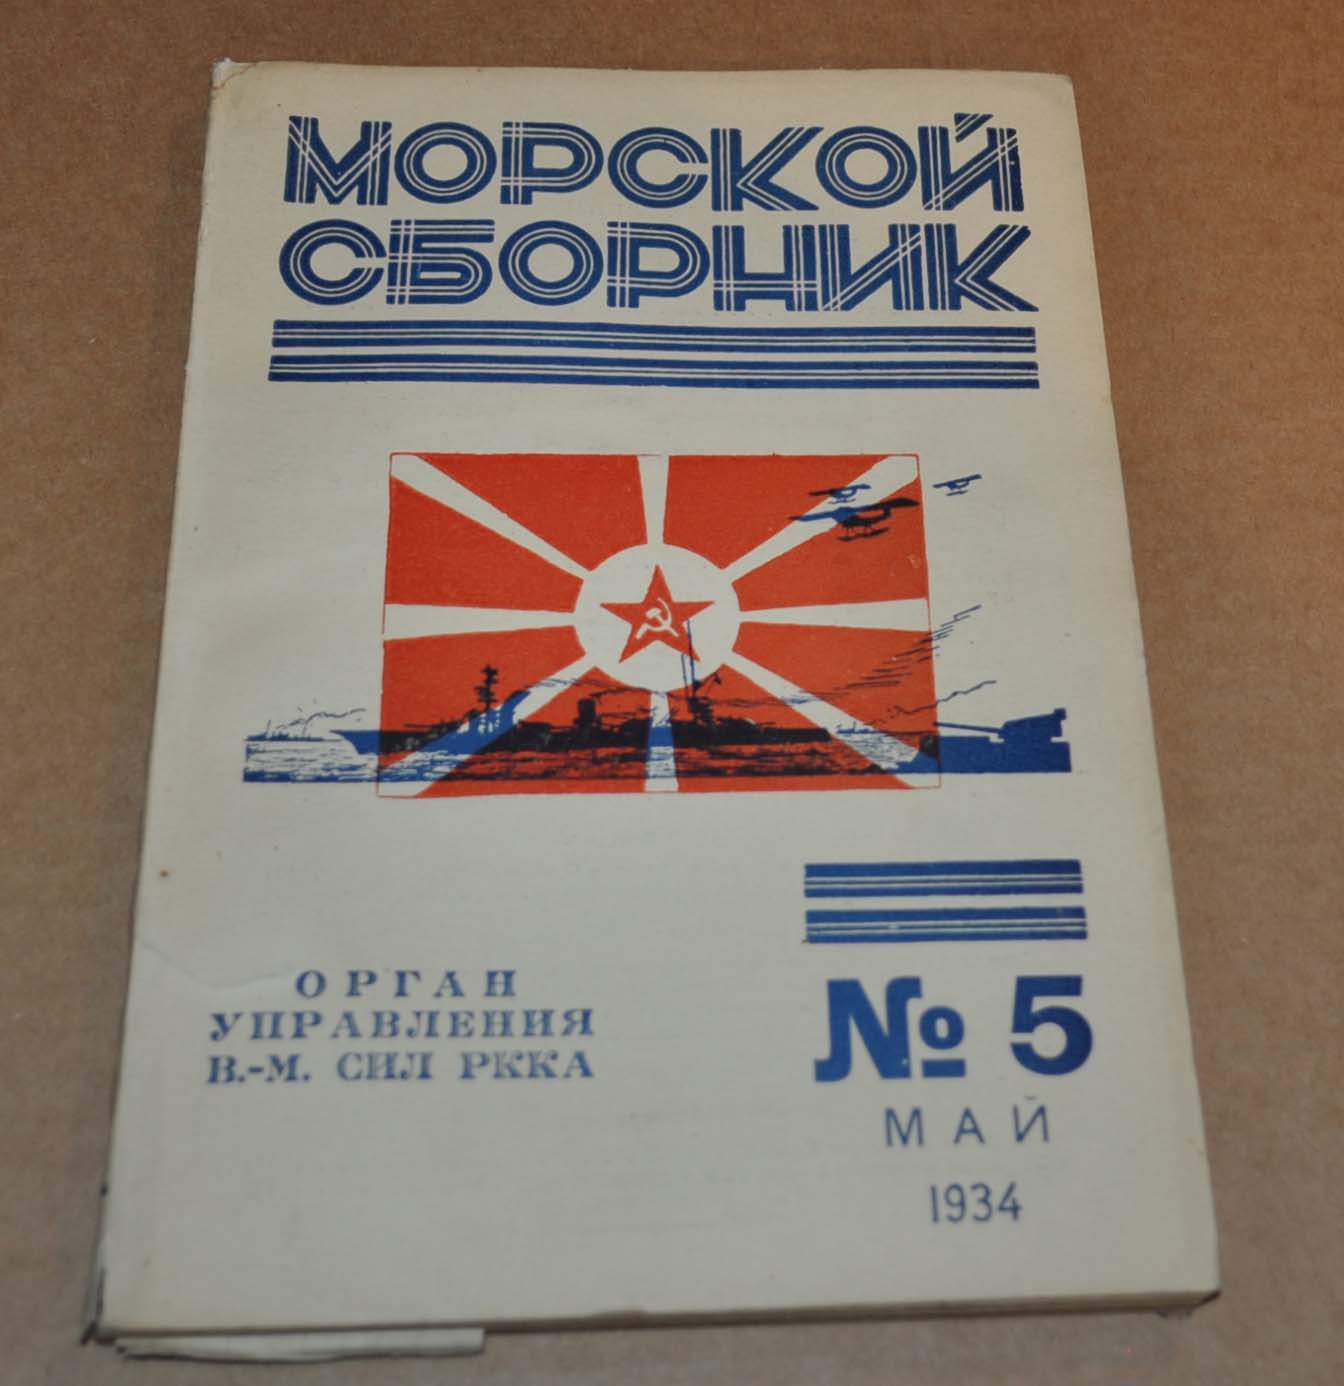 МОРСКОЙ
СБОРНИК
ОРГАН
УПРАВЛЕНИЯ
В.-М. СИЛ РККА
№ 5
МАЙ
1934